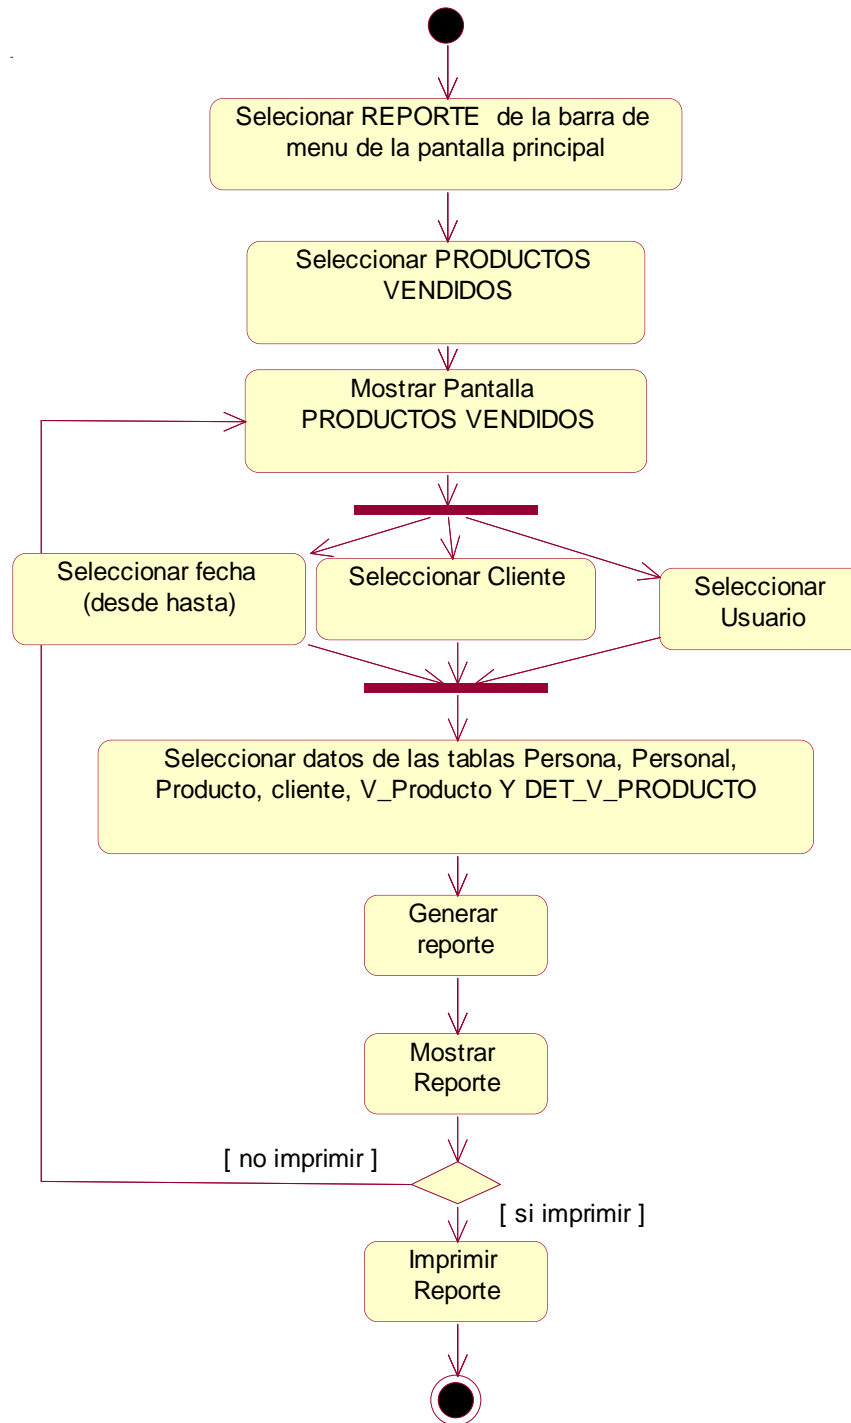 Selecionar REPORTE  de la barra de
menu de la pantalla principal
Seleccionar PRODUCTOS
VENDIDOS
Mostrar Pantalla
PRODUCTOS VENDIDOS
Seleccionar fecha
(desde hasta)
Seleccionar Cliente
Seleccionar
Usuario
Seleccionar datos de las tablas Persona, Personal,
Producto, cliente, V_Producto Y DET_V_PRODUCTO
Generar
reporte
Mostrar
Reporte
[ no imprimir ]
[ si imprimir ]
Imprimir
Reporte